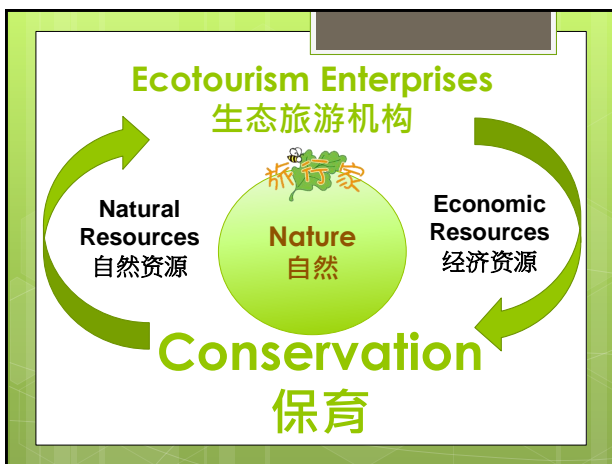 Ecotourism Enterprises
生态旅游机构
旅行家
Natural
Resources
自然资源
Nature
自然
Economic
Resources
经济资源
Conservation
保育